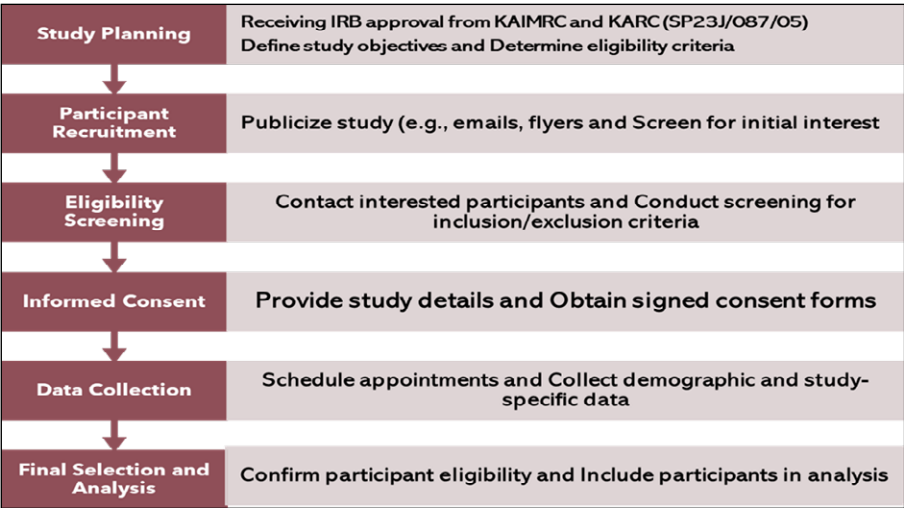 Study Planning
Receiving IRB approval from KAIMRC and KARC (SP23J/087/05)
Define study objectives and Determine eligibility criteria
Participant
Recruitment
Publicize study (e.g., emails, flyers and Screen for initial interest
Eligibility
Screening
Contact interested participants and Conduct screening for
inclusion/exclusion criteria
Informed Consent
Provide study details and Obtain signed consent forms
Data Collection
Schedule appointments and Collect demographic and study-
specific data
Final Selection and
Analysis
Confirm participant eligibility and Include participants in analysis